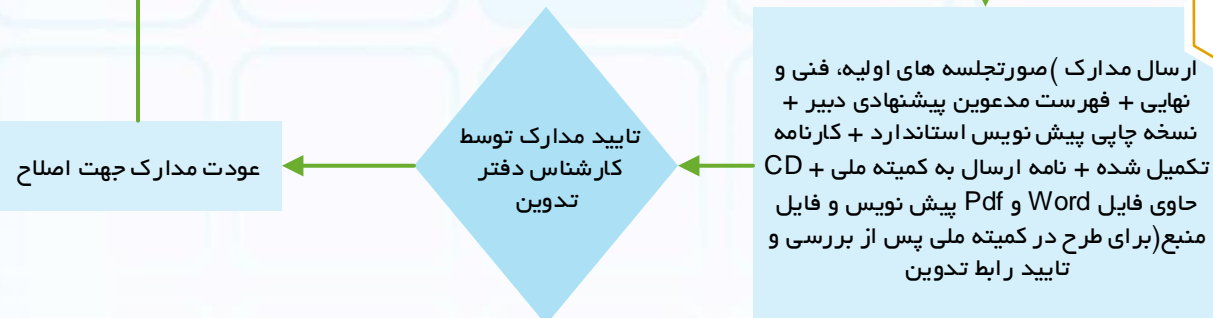 ارسال مدارک )صورتجلسه های اولیه، فنی و
نهایی + فهرست مدعوین پیشنهادی دبیر +
نسخه چاپی پیش نویس استاندارد + کارنامه
تکمیل شده + نامه ارسال به کمیته ملی + CD
حاوی فایل Word و Pdf پیش نویس و فایل
منبع(برای طرح در کمیته ملی پس از بررسی و
تایید رابط تدوین
تایید مدارک توسط
کارشناس دفتر
تدوین
عودت مدارک جهت اصلاح